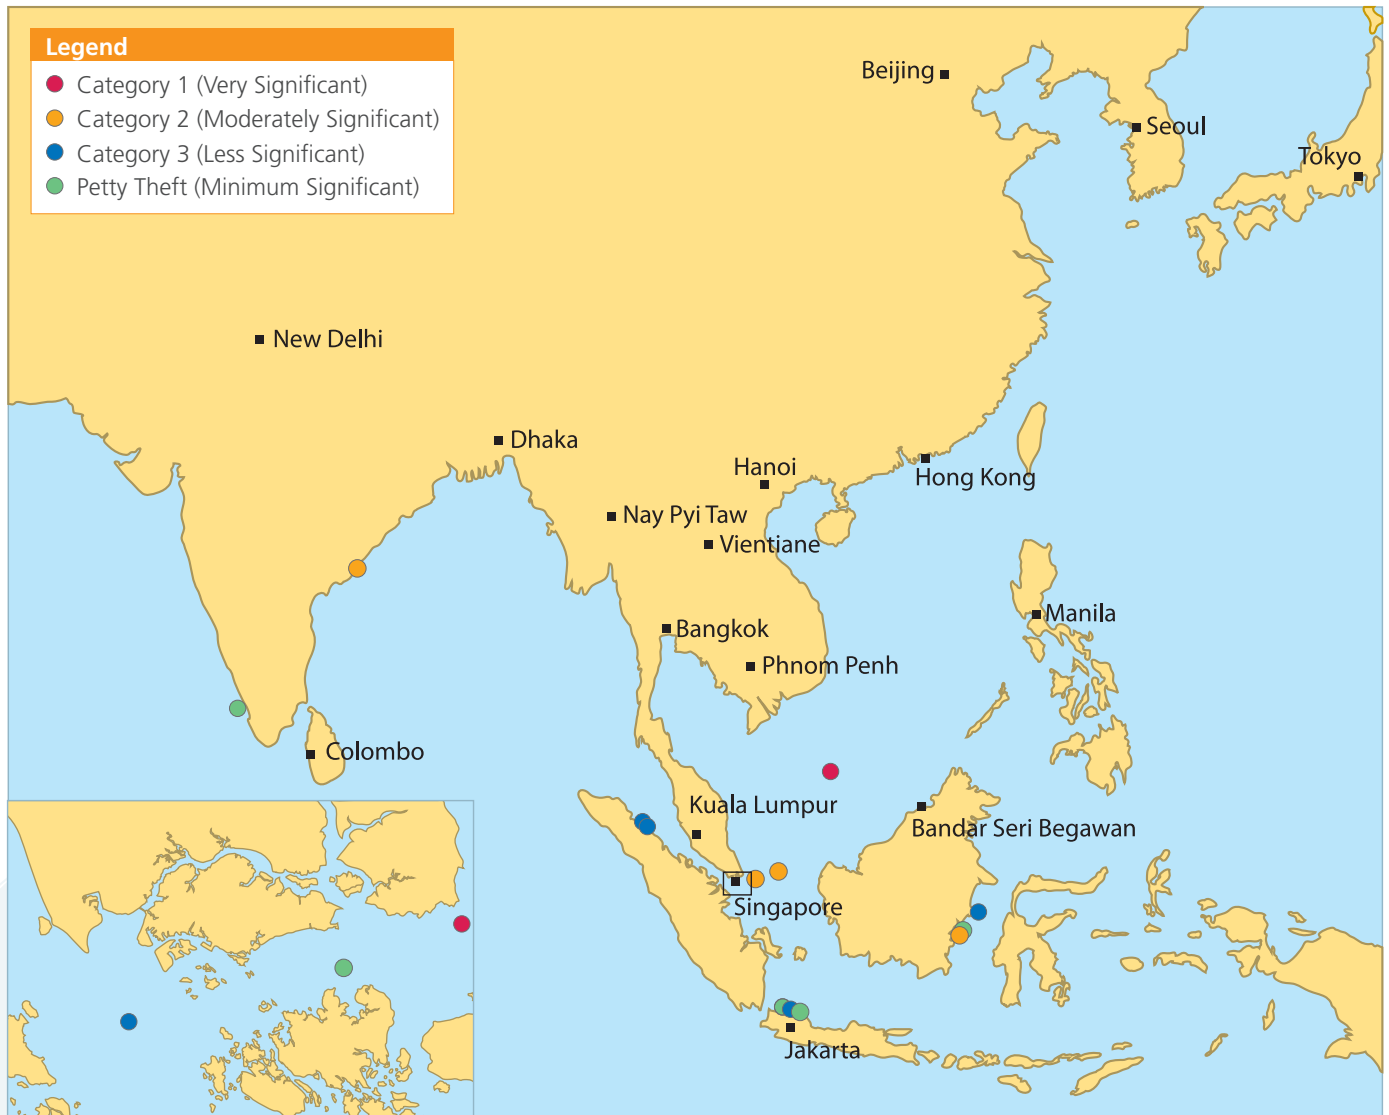 Legend
Category 1 (Very Significant)
Category 2 (Moderately Significant)
Category 3 (Less Significant)
Petty Theft (Minimum Significant)
Beijing
Seoul
Tokyo
New Delhi
Dhaka
Hanoi
Hong Kong
Nay Pyi Taw
Vientiane
Manila
Bangkok
Phnom Penh
Colombo
Kuala Lumpur
Bandar Seri Begawan
Singapore
Jakarta